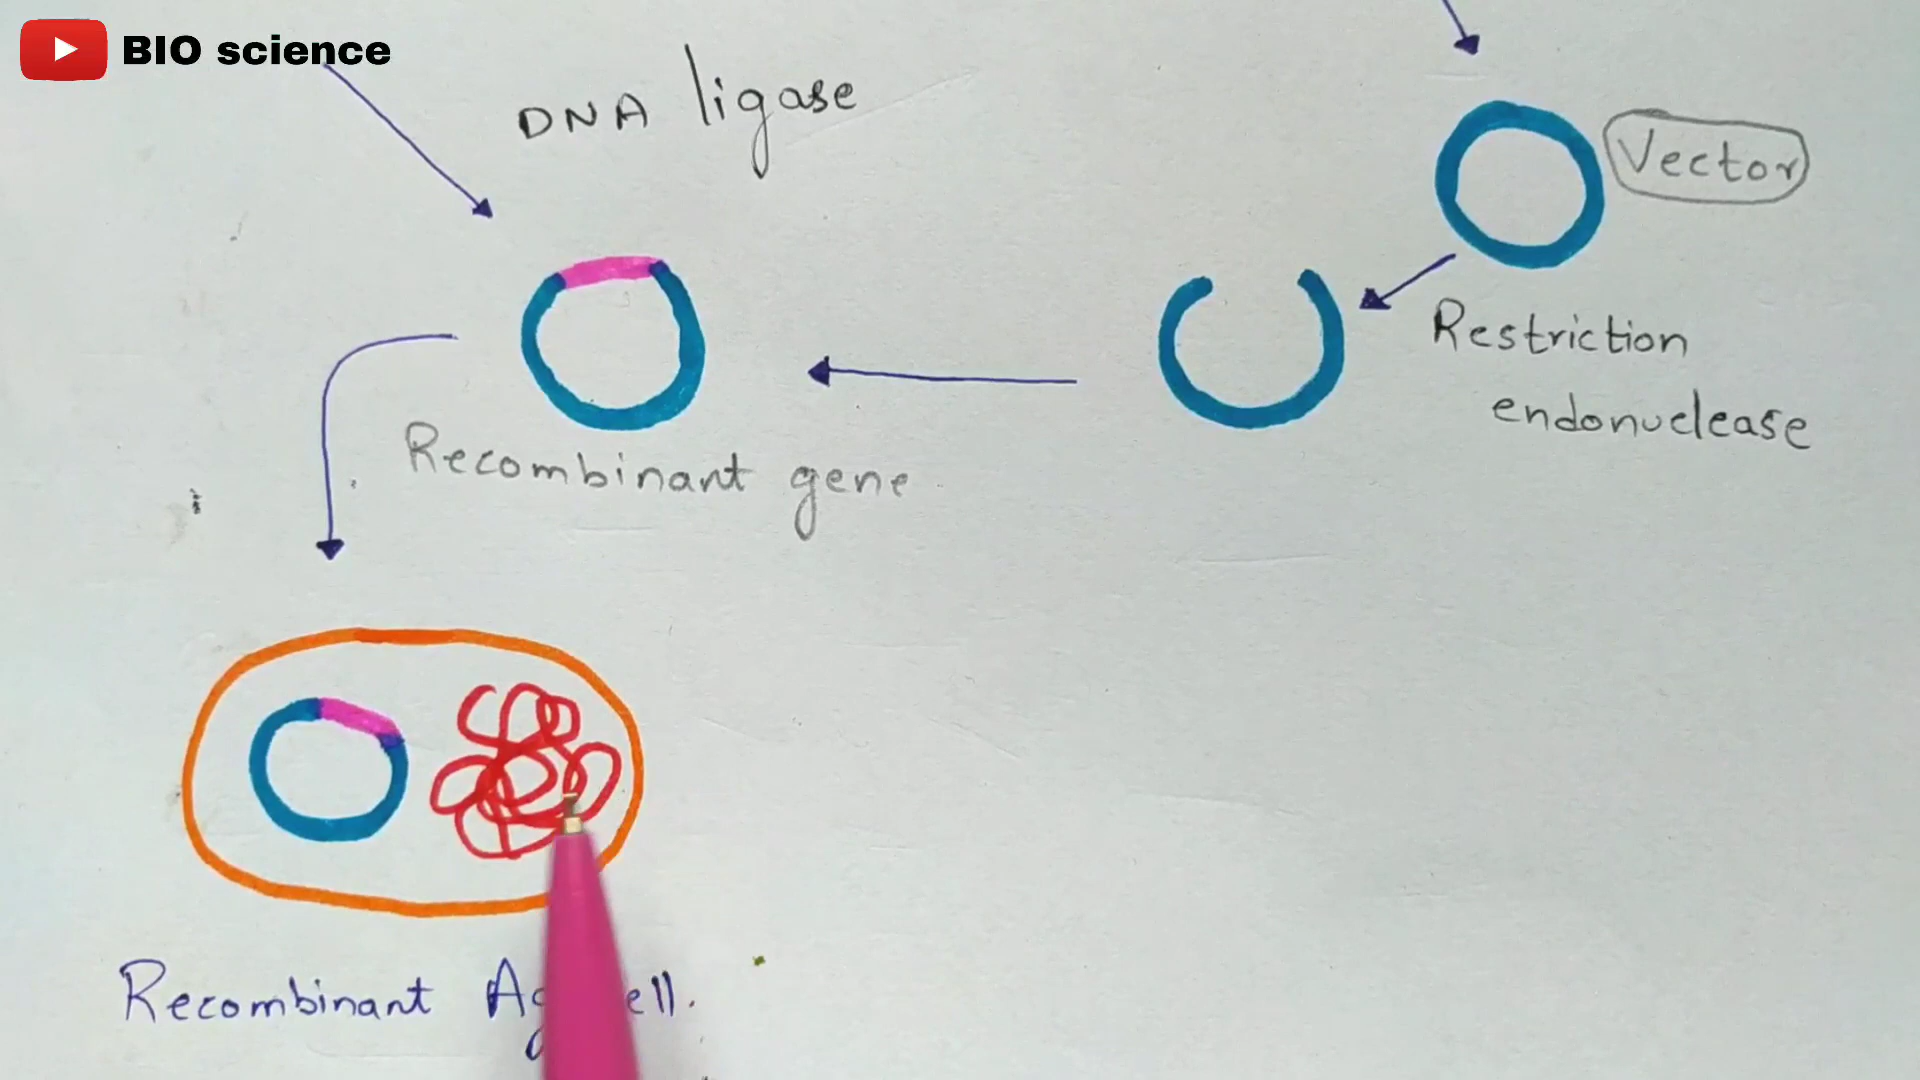 BIO science
DNA ligase
Vector
Restriction
endonuclease
Recombinant gene
Recombinant